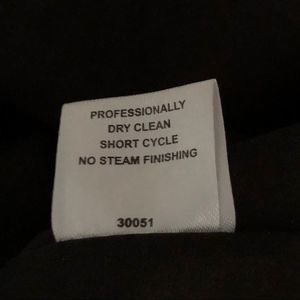 PROFESSIONALLY
DRY CLEAN
SHORT CYCLE
NO STEAM FINISHING
30051